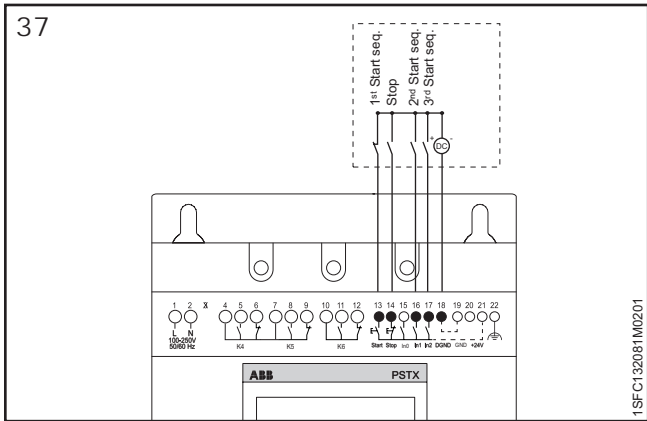 37
1st Start seq.
Stop
2nd Start seq.
3rd Start seq.
+ DC -
1 2 X 4 5 6 7 8 9 10 11 12 13 14 15 16 17 18 19 20 21 22
L N
100-250V
50/60 Hz
K4 K5 K6 Start Stop In0 In1 In2 DGND GND +24V
ABB PSTX
1SFC132081M0201